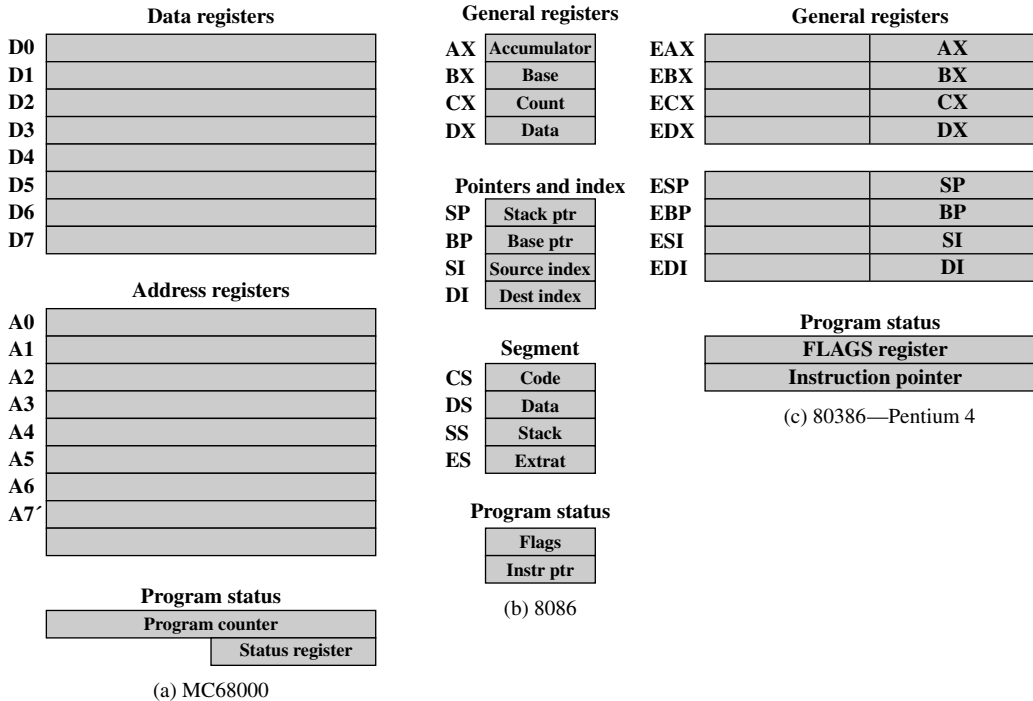 Data registers
D0
D1
D2
D3
D4
D5
D6
D7
Address registers
A0
A1
A2
A3
A4
A5
A6
A7´
Program status
Program counter
Status register
(a) MC68000
General registers
AX Accumulator
BX Base
CX Count
DX Data
Pointers and index
SP Stack ptr
BP Base ptr
SI Source index
DI Dest index
Segment
CS Code
DS Data
SS Stack
ES Extrat
Program status
Flags
Instr ptr
(b) 8086
General registers
EAX AX
EBX BX
ECX CX
EDX DX
ESP SP
EBP BP
ESI SI
EDI DI
Program status
FLAGS register
Instruction pointer
(c) 80386—Pentium 4